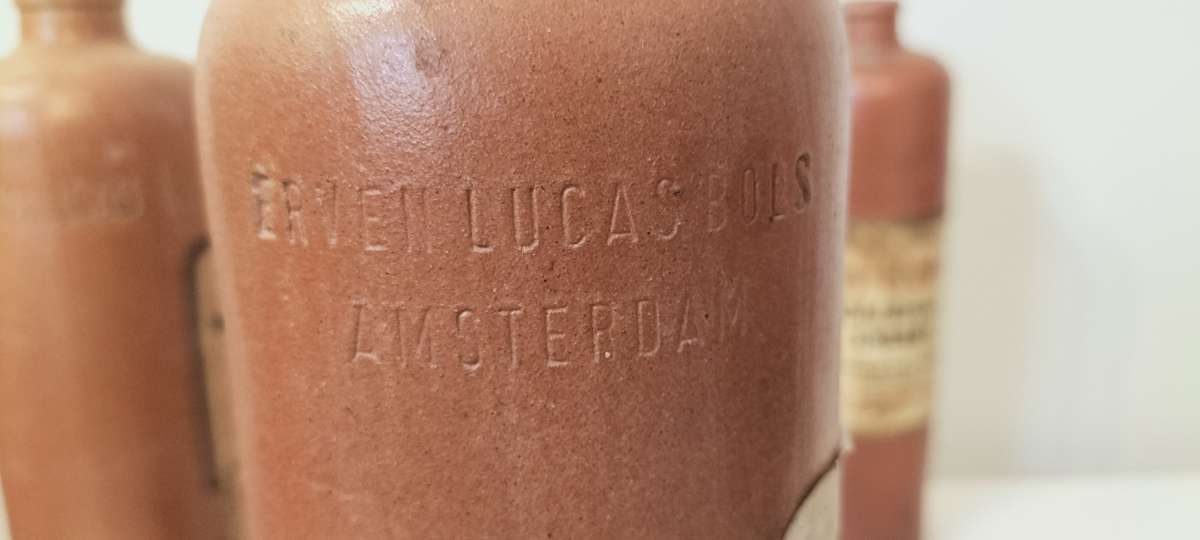 ERVEN LUCAS BOLS
AMSTERDAM